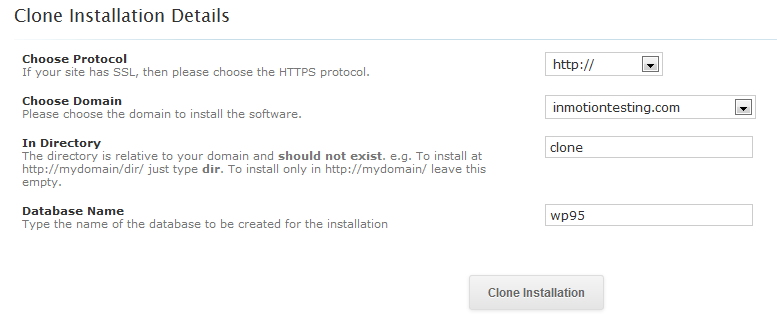 Clone Installation Details
Choose Protocol
If your site has SSL, then please choose the HTTPS protocol.
http://
Choose Domain
Please choose the domain to install the software.
inmotiontesting.com
In Directory
The directory is relative to your domain and should not exist. e.g. To install at
http://mydomain/dir/ just type dir. To install only in http://mydomain/ leave this
empty.
clone
Database Name
Type the name of the database to be created for the installation
wp95
Clone Installation